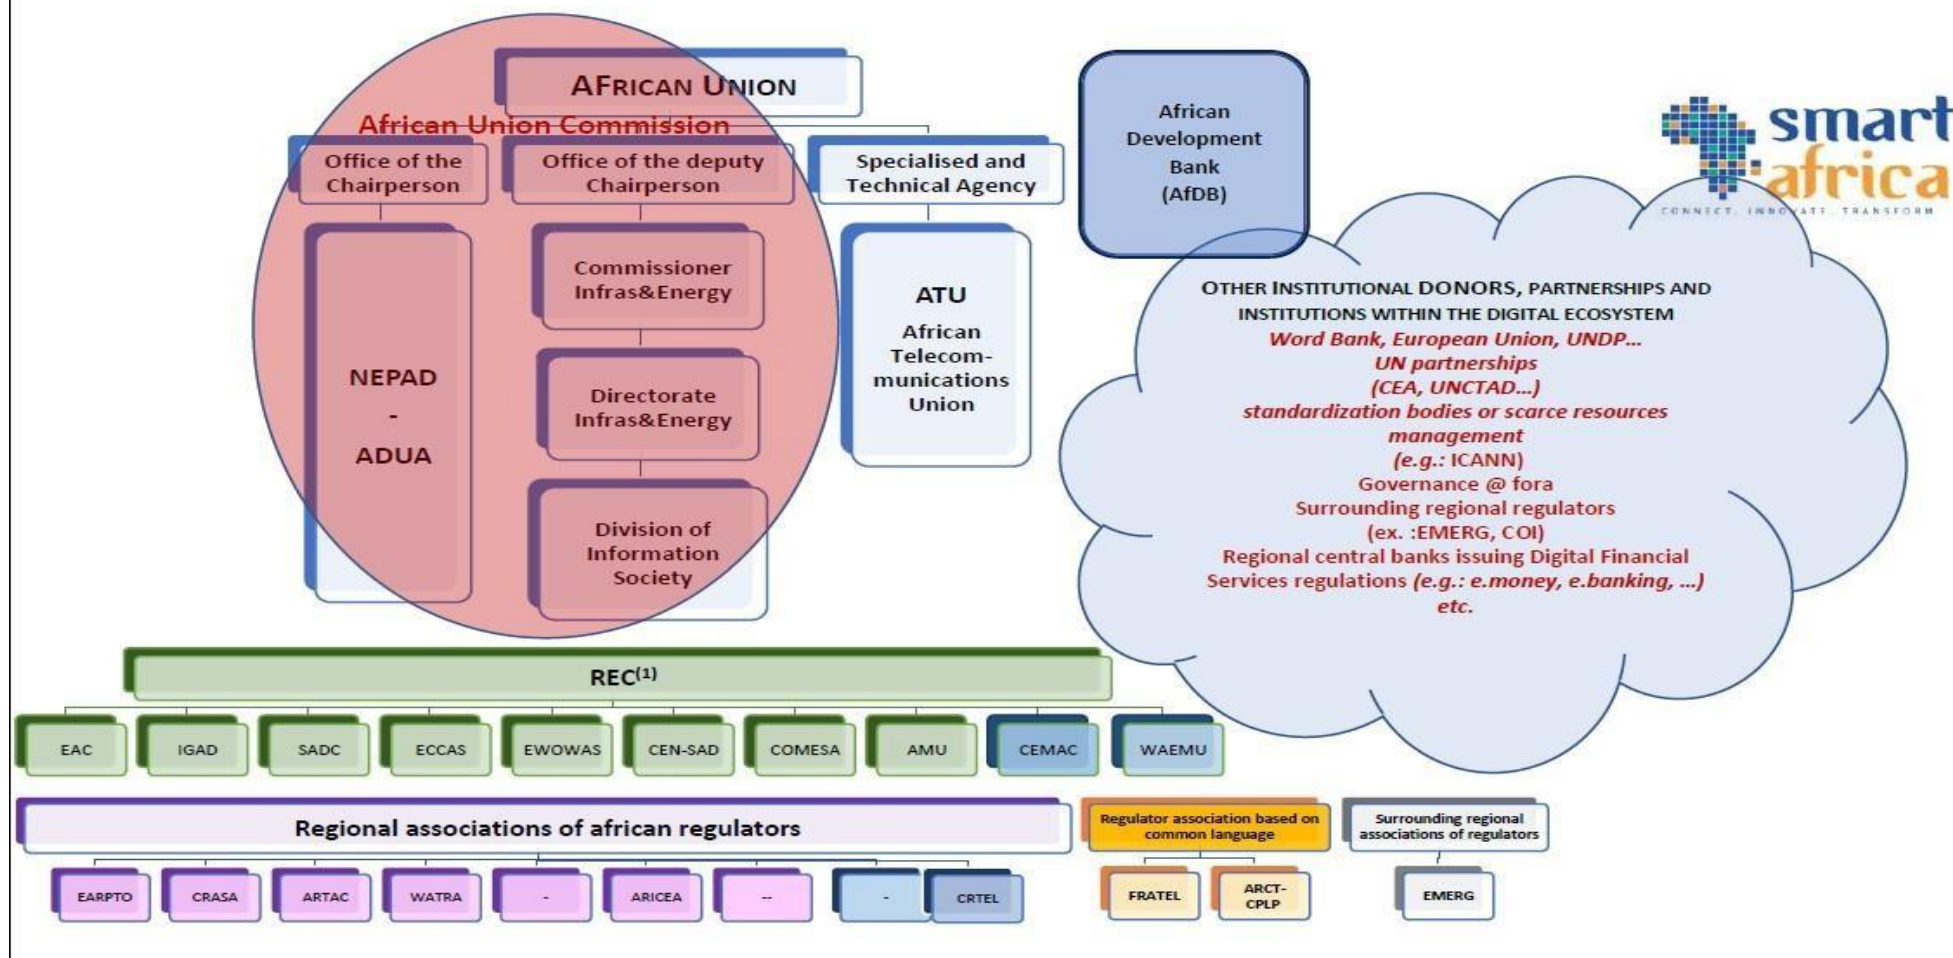 AFRICAN UNION
African Union Commission
Office of the
Chairperson
Office of the deputy
Chairperson
Specialised and
Technical Agency
NEPAD
-
ADUA
Commissioner
Infras&Energy
Directorate
Infras&Energy
Division of
Information
Society
ATU
African
Telecom-
munications
Union
African
Development
Bank
(AfDB)
smart
africa
CONNECT. INNOVATE. TRANSFORM
OTHER INSTITUTIONAL DONORS, PARTNERSHIPS AND
INSTITUTIONS WITHIN THE DIGITAL ECOSYSTEM
Word Bank, European Union, UNDP...
UN partnerships
(CEA, UNCTAD...)
standardization bodies or scarce resources
management
(e.g.: ICANN)
Governance @ fora
Surrounding regional regulators
(ex. :EMERG, COI)
Regional central banks issuing Digital Financial
Services regulations (e.g.: e.money, e.banking, ...)
etc.
REC(1)
EAC
IGAD
SADC
ECCAS
EWOWAS
CEN-SAD
COMESA
AMU
CEMAC
WAEMU
Regional associations of african regulators
EARPTO
CRASA
ARTAC
WATRA
-
ARICEA
--
-
CRTEL
Regulator association based on
common language
FRATEL
ARCT-
CPLP
Surrounding regional
associations of regulators
EMERG